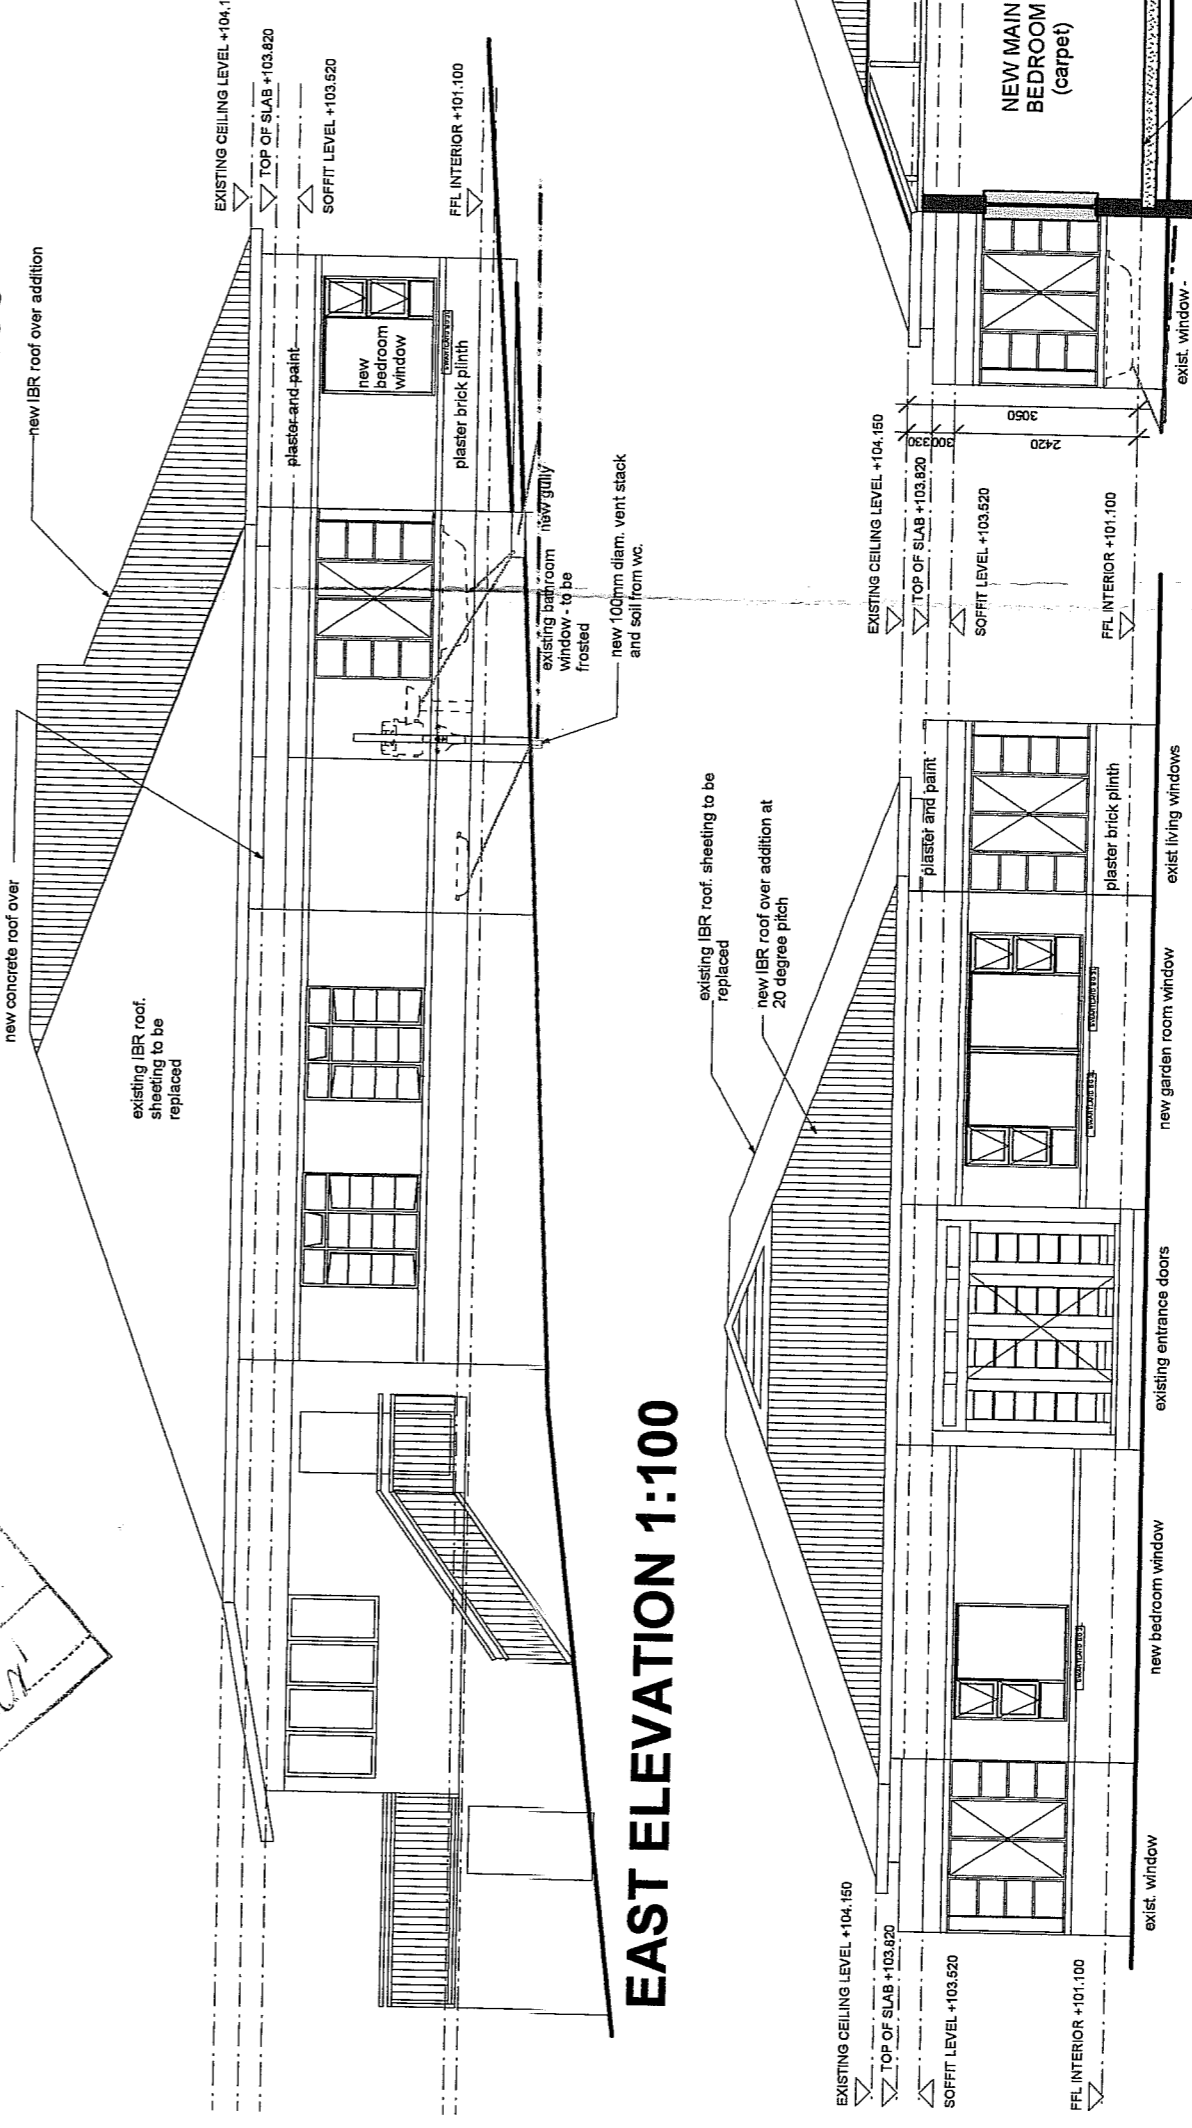 new concrete roof over
new IBR roof over addition
existing IBR roof.
sheeting to be
replaced
EXISTING CEILING LEVEL +104.1
TOP OF SLAB +103.820
SOFFIT LEVEL +103.520
FFL INTERIOR +101.100
plaster and paint
new
bedroom
window
plaster brick plinth
existing bathroom
window - to be
frosted
new gully
new 100mm diam. vent stack
and soil from wc.
EAST ELEVATION 1:100
existing IBR roof. sheeting to be
replaced
new IBR roof over addition at
20 degree pitch
EXISTING CEILING LEVEL +104.150
TOP OF SLAB +103.820
SOFFIT LEVEL +103.520
FFL INTERIOR +101.100
EXISTING CEILING LEVEL +104.150
TOP OF SLAB +103.820
SOFFIT LEVEL +103.520
FFL INTERIOR +101.100
plaster and paint
plaster brick plinth
exist. window
new bedroom window
existing entrance doors
new garden room window
exist living windows
330
300
2420
3050
NEW MAIN
BEDROOM
(carpet)
exist. window -